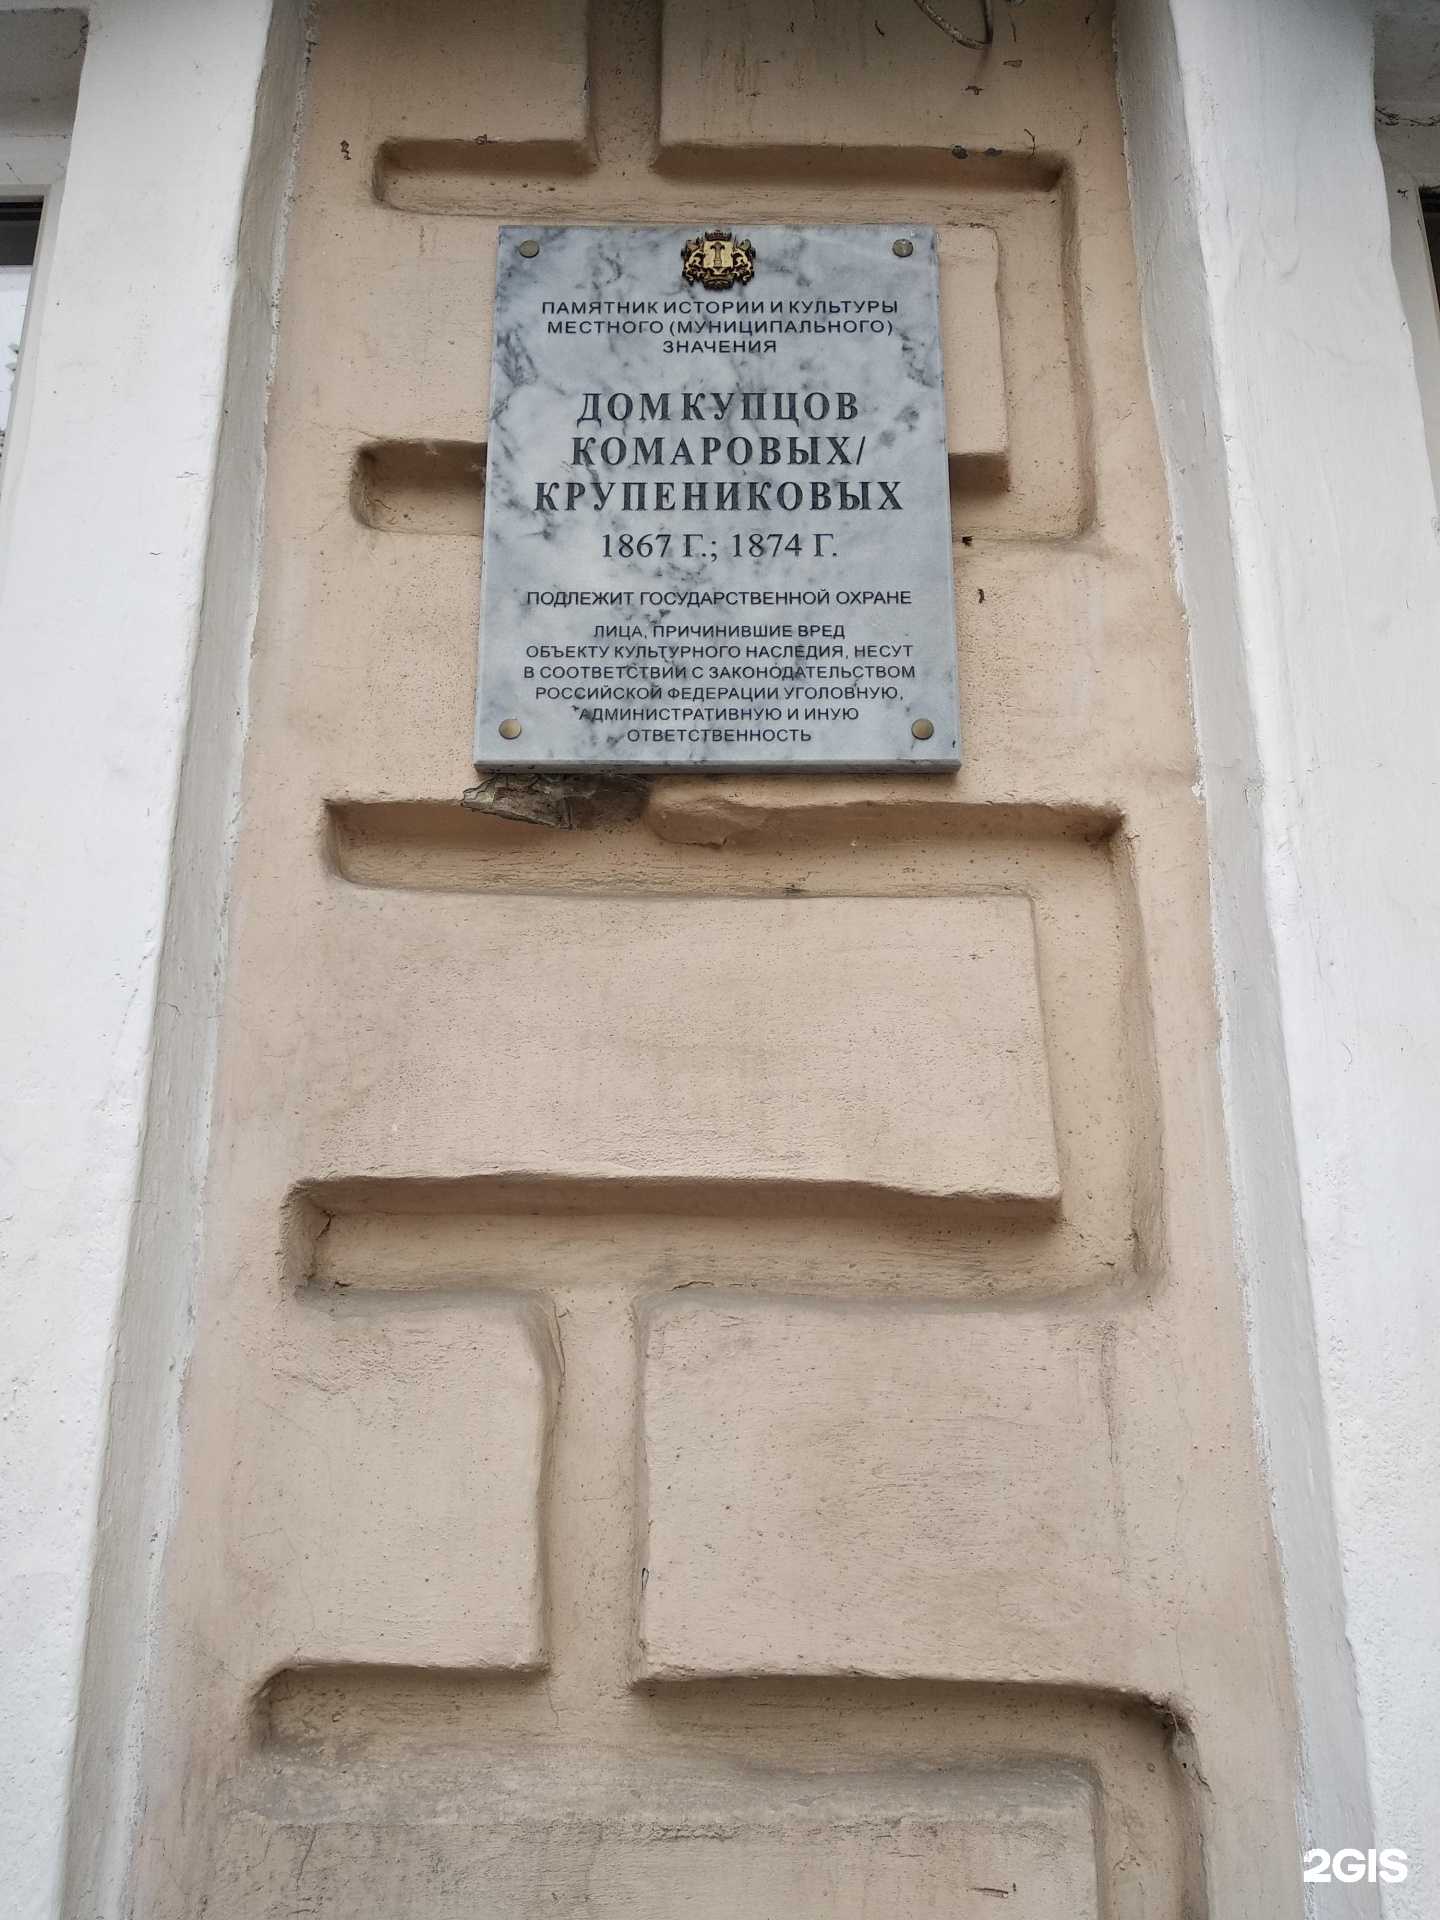 ПАМЯТНИК ИСТОРИИ И КУЛЬТУРЫ
МЕСТНОГО (МУНИЦИПАЛЬНОГО)
ЗНАЧЕНИЯ
ДОМ КУПЦОВ
КОМАРОВЫХ/
КРУПЕНИКОВЫХ
1867 Г.; 1874 Г.
ПОДЛЕЖИТ ГОСУДАРСТВЕННОЙ ОХРАНЕ
ЛИЦА, ПРИЧИНИВШИЕ ВРЕД
ОБЪЕКТУ КУЛЬТУРНОГО НАСЛЕДИЯ, НЕСУТ
В СООТВЕТСТВИИ С ЗАКОНОДАТЕЛЬСТВОМ
РОССИЙСКОЙ ФЕДЕРАЦИИ УГОЛОВНУЮ,
АДМИНИСТРАТИВНУЮ И ИНУЮ
ОТВЕТСТВЕННОСТЬ
2GIS